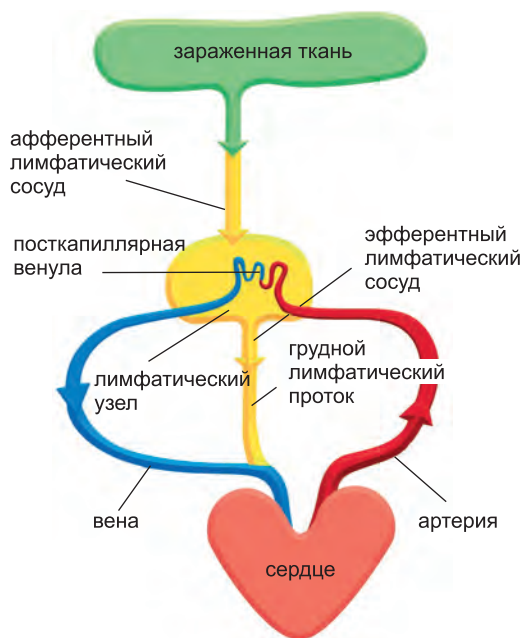 зараженная ткань
афферентный
лимфатический
сосуд
посткапиллярная
венула
эфферентный
лимфатический
сосуд
лимфатический
узел
грудной
лимфатический
проток
вена
артерия
сердце